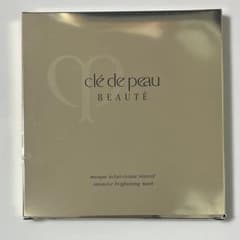 clé de peau
BEAUTÉ
masque éclaircissant intensif
intensive brightening mask